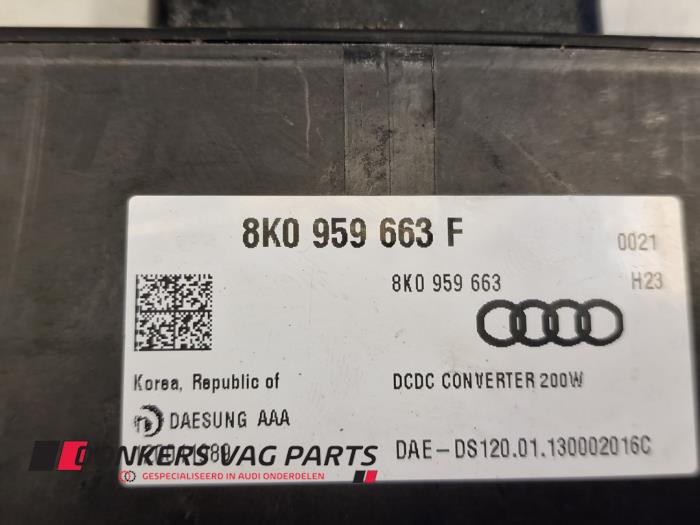 8K0 959 663 F
0021
8K0 959 663
H23
Korea, Republic of
DCDC CONVERTER 200W
DAESUNG AAA
DAE-DS120.01.130002016C
DONKERS VAG PARTS
GESPECIALISEERD IN AUDI ONDERDELEN